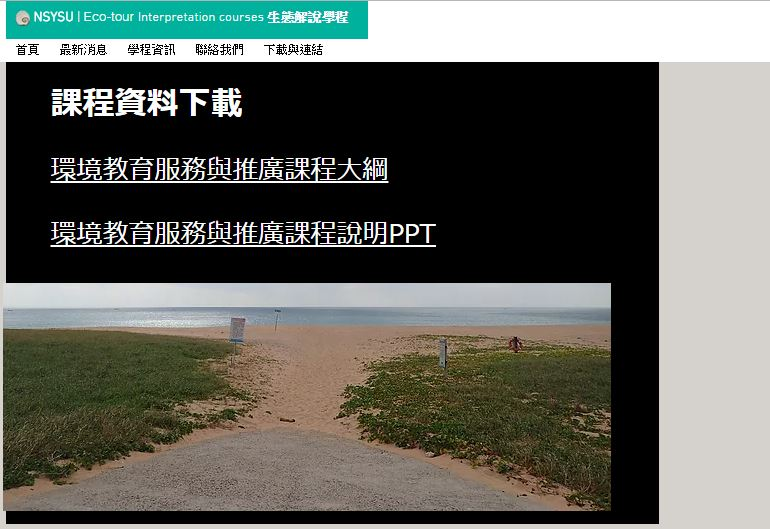 NSYSU | Eco-tour Interpretation courses 生態解說學程
首頁 最新消息 學程資訊 聯絡我們 下載與連結
課程資料下載
環境教育服務與推廣課程大綱
環境教育服務與推廣課程說明PPT